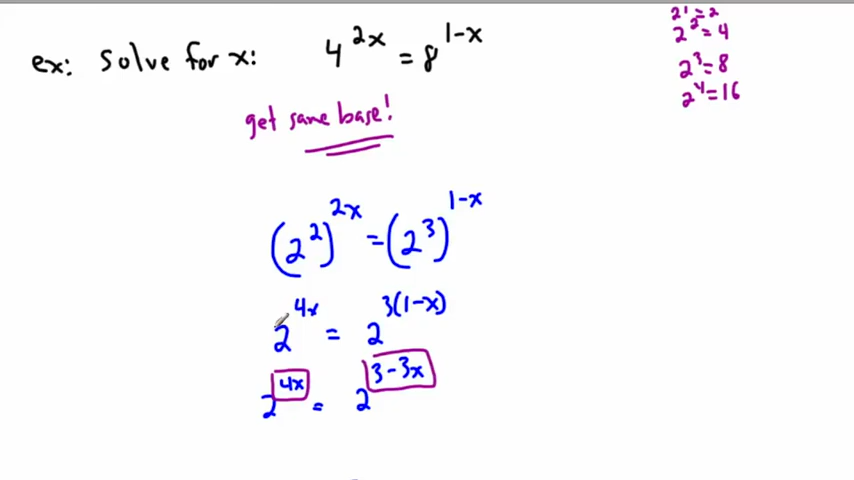 ex: solve for x: 4^{2x} = 8^{1-x}
get same base!
2^1 = 2
2^2 = 4
2^3 = 8
2^4 = 16
(2^2)^{2x} = (2^3)^{1-x}
2^{4x} = 2^{3(1-x)}
2^{4x} = 2^{3-3x}